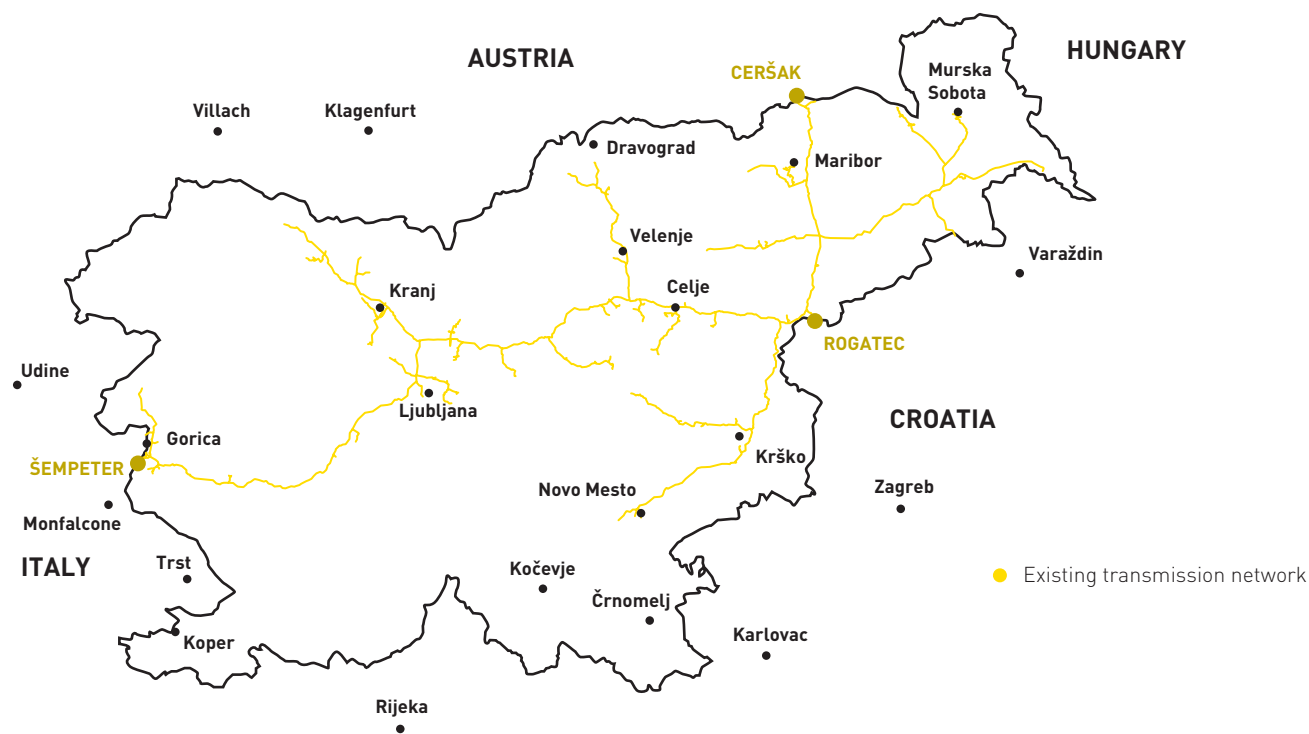 AUSTRIA
HUNGARY
CERŠAK
Murska
Sobota
Villach
Klagenfurt
Dravograd
Maribor
Velenje
Varaždin
Kranj
Celje
ROGATEC
Udine
Ljubljana
CROATIA
Gorica
ŠEMPETER
Krško
Novo Mesto
Zagreb
Monfalcone
ITALY
Trst
Kočevje
Existing transmission network
Črnomelj
Koper
Karlovac
Rijeka